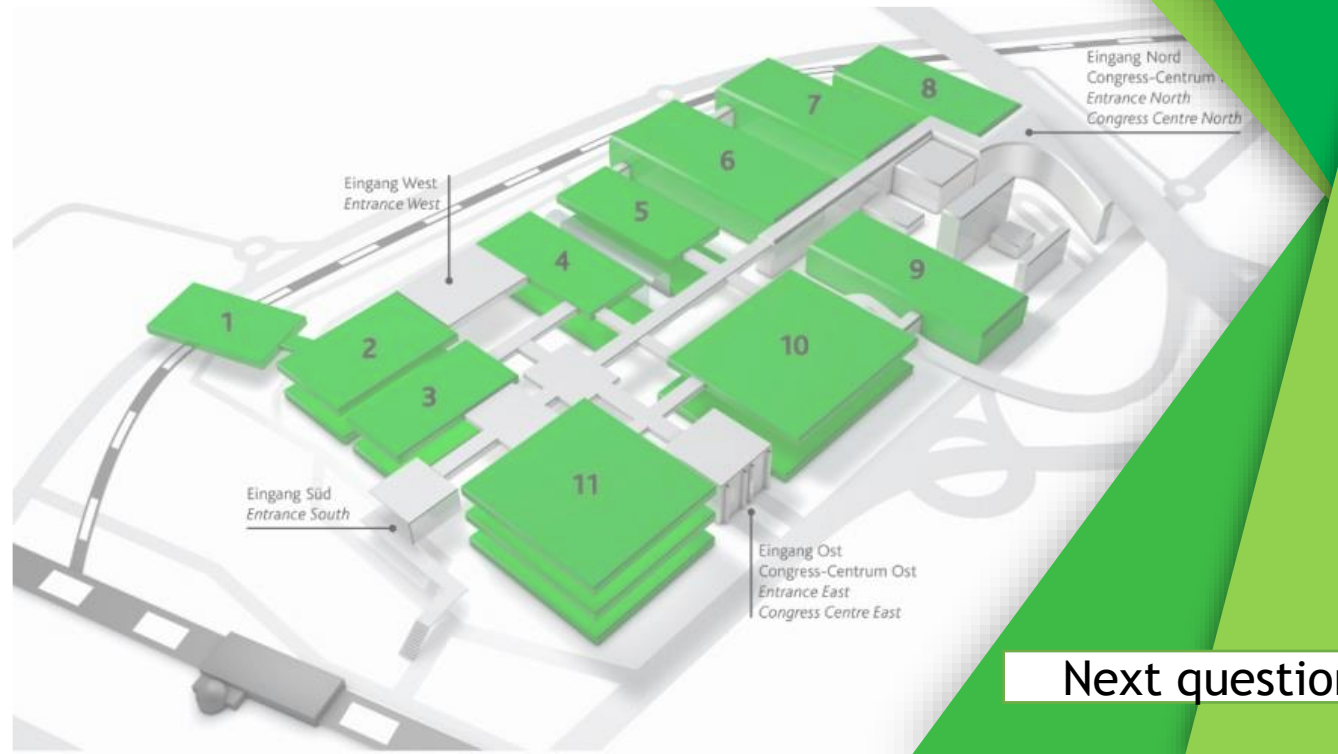 8
Eingang Nord
Congress-Centrum
Entrance North
Congress Centre North
7
6
Eingang West
Entrance West
5
4
9
1
2
10
3
11
Eingang Süd
Entrance South
Eingang Ost
Congress-Centrum Ost
Entrance East
Congress Centre East
Next question